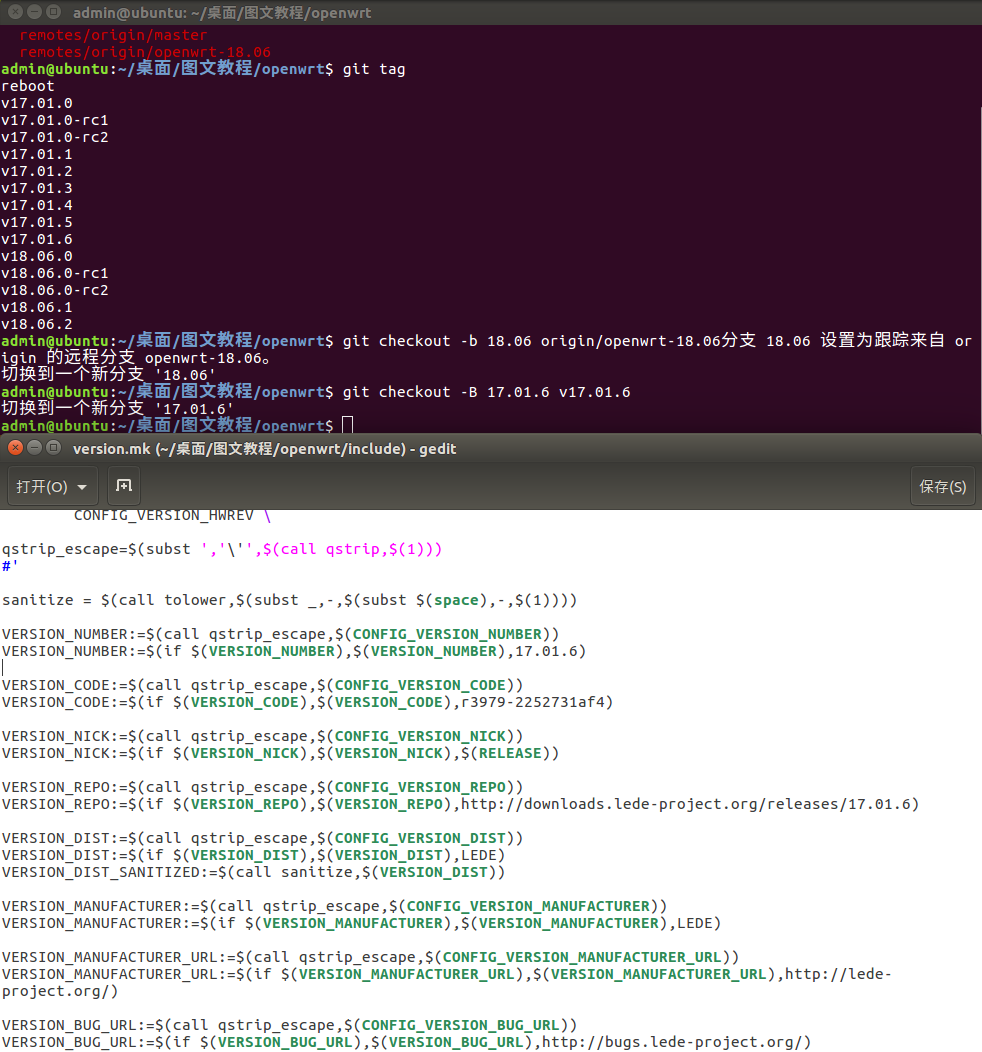 admin@ubuntu: ~/桌面/图文教程/openwrt
remotes/origin/master
remotes/origin/openwrt-18.06
admin@ubuntu:~/桌面/图文教程/openwrt$ git tag
reboot
v17.01.0
v17.01.0-rc1
v17.01.0-rc2
v17.01.1
v17.01.2
v17.01.3
v17.01.4
v17.01.5
v17.01.6
v18.06.0
v18.06.0-rc1
v18.06.0-rc2
v18.06.1
v18.06.2
admin@ubuntu:~/桌面/图文教程/openwrt$ git checkout -b 18.06 origin/openwrt-18.06分支 18.06 设置为跟踪来自 or
igin 的远程分支 openwrt-18.06。
切换到一个新分支 '18.06'
admin@ubuntu:~/桌面/图文教程/openwrt$ git checkout -B 17.01.6 v17.01.6
切换到一个新分支 '17.01.6'
admin@ubuntu:~/桌面/图文教程/openwrt$
version.mk (~/桌面/图文教程/openwrt/include) - gedit
打开(O) 保存(S)
CONFIG_VERSION_HWREV \
qstrip_escape=$(subst ','\'',$(call qstrip,$(1)))
#'
sanitize = $(call tolower,$(subst _,-,$(subst $(space),-,$(1))))
VERSION_NUMBER:=$(call qstrip_escape,$(CONFIG_VERSION_NUMBER))
VERSION_NUMBER:=$(if $(VERSION_NUMBER),$(VERSION_NUMBER),17.01.6)
VERSION_CODE:=$(call qstrip_escape,$(CONFIG_VERSION_CODE))
VERSION_CODE:=$(if $(VERSION_CODE),$(VERSION_CODE),r3979-2252731af4)
VERSION_NICK:=$(call qstrip_escape,$(CONFIG_VERSION_NICK))
VERSION_NICK:=$(if $(VERSION_NICK),$(VERSION_NICK),$(RELEASE))
VERSION_REPO:=$(call qstrip_escape,$(CONFIG_VERSION_REPO))
VERSION_REPO:=$(if $(VERSION_REPO),$(VERSION_REPO),http://downloads.lede-project.org/releases/17.01.6)
VERSION_DIST:=$(call qstrip_escape,$(CONFIG_VERSION_DIST))
VERSION_DIST:=$(if $(VERSION_DIST),$(VERSION_DIST),LEDE)
VERSION_DIST_SANITIZED:=$(call sanitize,$(VERSION_DIST))
VERSION_MANUFACTURER:=$(call qstrip_escape,$(CONFIG_VERSION_MANUFACTURER))
VERSION_MANUFACTURER:=$(if $(VERSION_MANUFACTURER),$(VERSION_MANUFACTURER),LEDE)
VERSION_MANUFACTURER_URL:=$(call qstrip_escape,$(CONFIG_VERSION_MANUFACTURER_URL))
VERSION_MANUFACTURER_URL:=$(if $(VERSION_MANUFACTURER_URL),$(VERSION_MANUFACTURER_URL),http://lede-
project.org/)
VERSION_BUG_URL:=$(call qstrip_escape,$(CONFIG_VERSION_BUG_URL))
VERSION_BUG_URL:=$(if $(VERSION_BUG_URL),$(VERSION_BUG_URL),http://bugs.lede-project.org/)